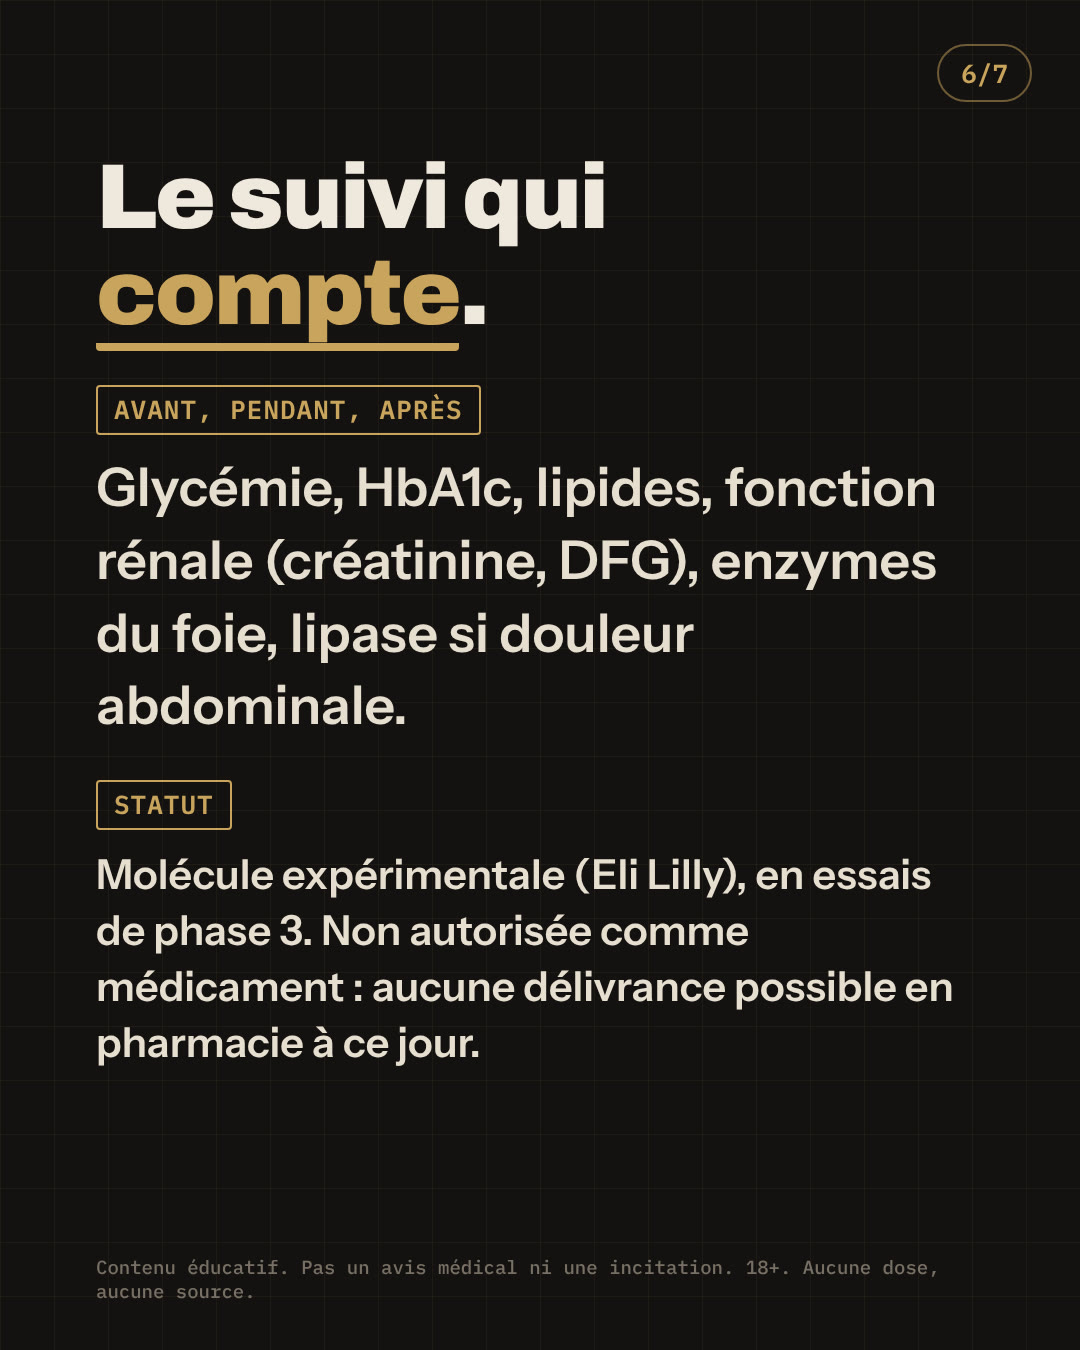 6/7
Le suivi qui
compte.
AVANT, PENDANT, APRÈS
Glycémie, HbA1c, lipides, fonction
rénale (créatinine, DFG), enzymes
du foie, lipase si douleur
abdominale.
STATUT
Molécule expérimentale (Eli Lilly), en essais
de phase 3. Non autorisée comme
médicament : aucune délivrance possible en
pharmacie à ce jour.
Contenu éducatif. Pas un avis médical ni une incitation. 18+. Aucune dose,
aucune source.